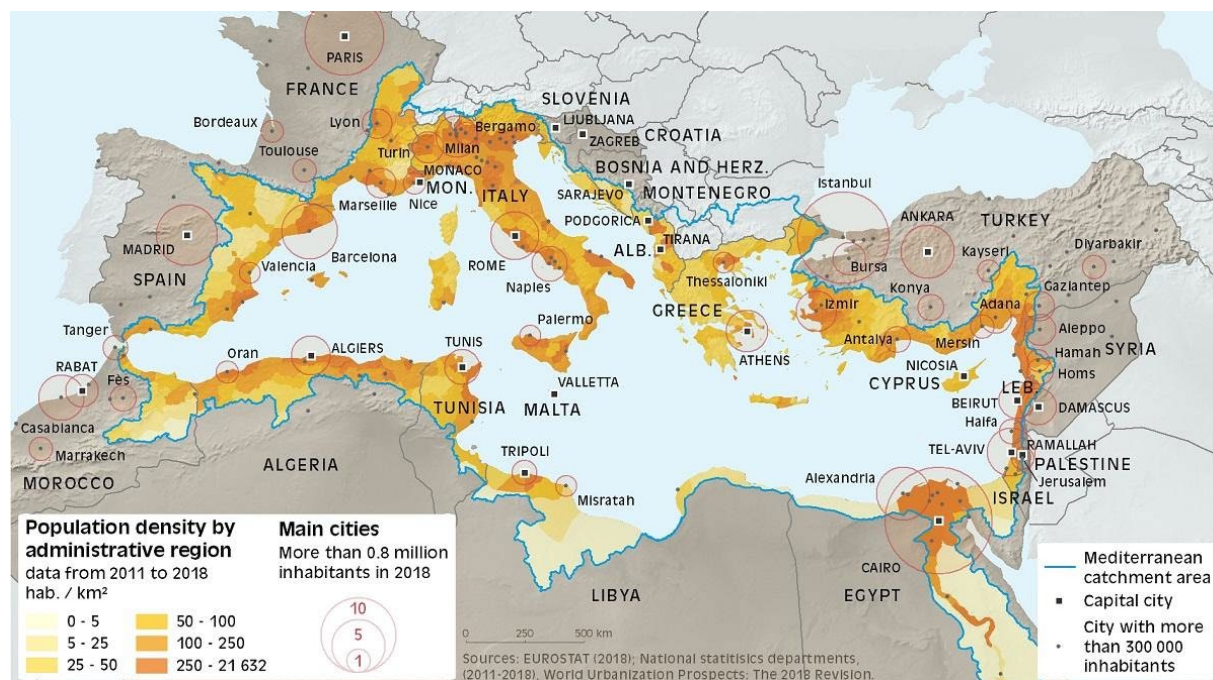 PARIS
FRANCE
SLOVENIA
LJUBLJANA
Bordeaux
Lyon
Bergamo
ZAGREB
CROATIA
Toulouse
Turin
Milan
MONACO
MON.
BOSNIA AND HERZ.
Marseille
Nice
ITALY
SARAJEVO
MONTENEGRO
Istanbul
PODGORICA
ANKARA
TURKEY
MADRID
SPAIN
Barcelona
Valencia
ROME
Naples
ALB.
TIRANA
Thessaloniki
Bursa
Kayseri
Diyarbakir
Konya
Gaziantep
GREECE
Izmir
Adana
Tanger
Palermo
ATHENS
Antalya
Mersin
Aleppo
Oran
ALGIERS
TUNIS
Hamah
SYRIA
RABAT
Fès
NICOSIA
CYPRUS
Homs
VALLETTA
MALTA
LEB.
BEIRUT
DAMASCUS
TUNISIA
Haifa
Casablanca
Marrakech
MOROCCO
ALGERIA
TRIPOLI
Misratah
TEL-AVIV
RAMALLAH
PALESTINE
Jerusalem
Alexandria
ISRAEL
CAIRO
LIBYA
EGYPT
Population density by
administrative region
data from 2011 to 2018
hab. / km²
0 - 5
5 - 25
25 - 50
50 - 100
100 - 250
250 - 21 632
Main cities
More than 0.8 million
inhabitants in 2018
10
5
1
0 250 500 km
Sources: EUROSTAT (2018); National statitisics departments,
(2011-2018), World Urbanization Prospects: The 2018 Revision.
Mediterranean
catchment area
Capital city
City with more
than 300 000
inhabitants